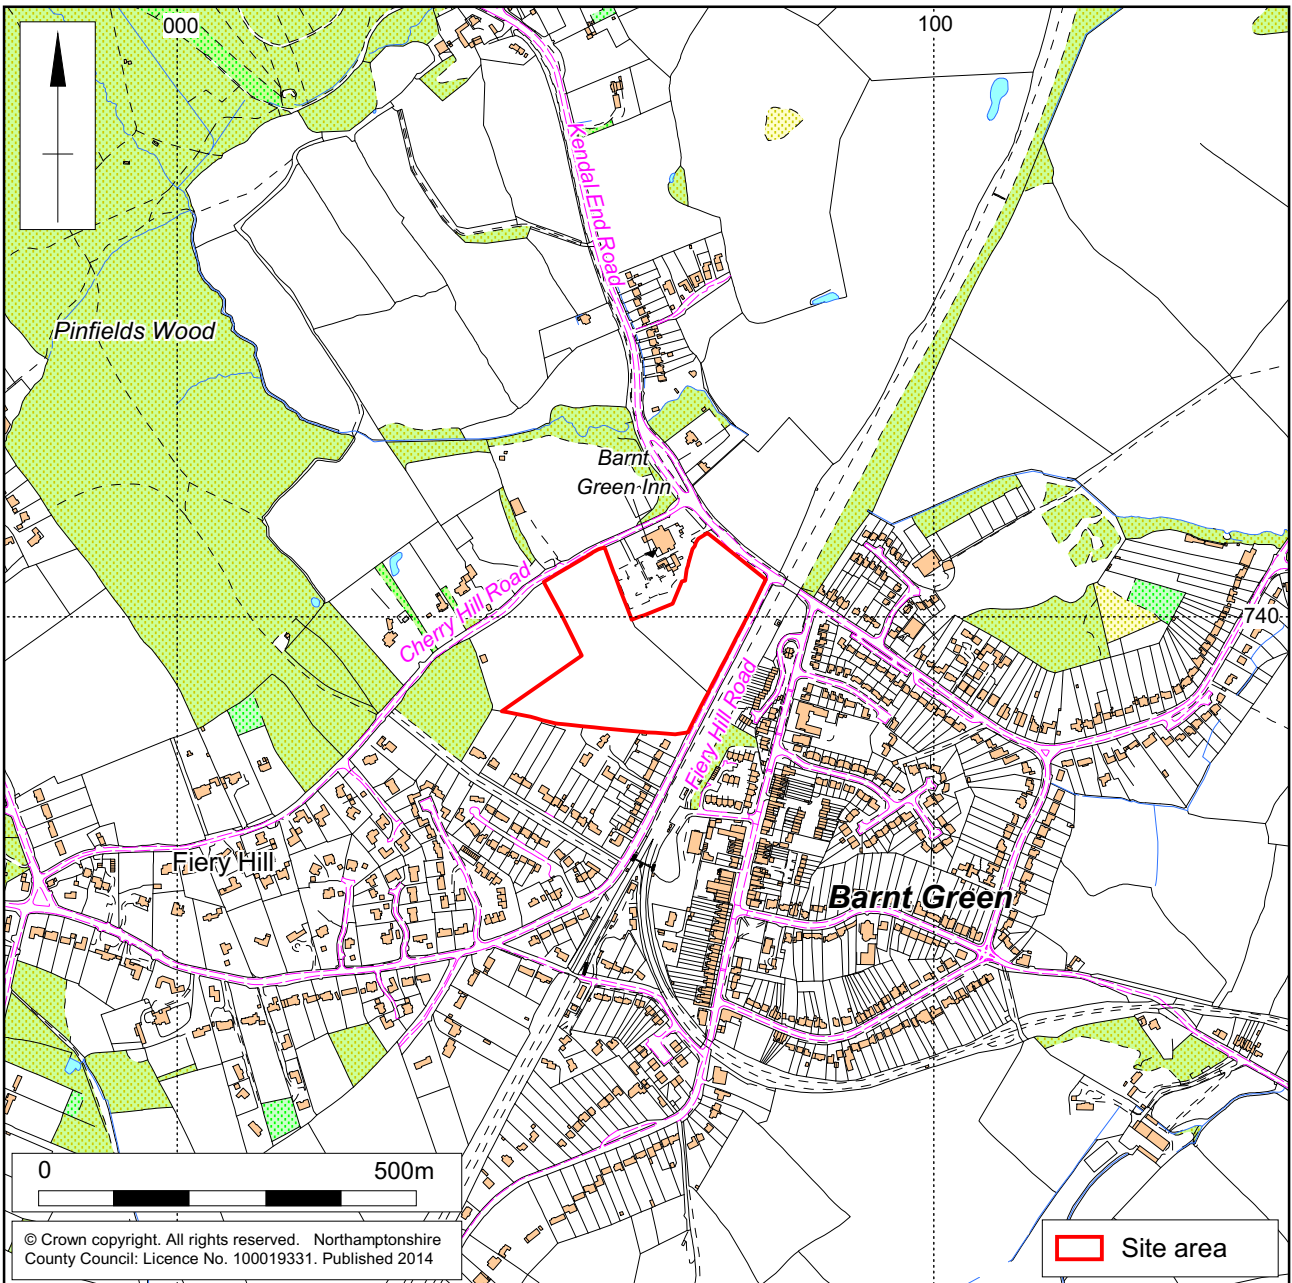 000
100
Kendal End Road
Pinfields Wood
Barnt
Green Inn
Cherry Hill Road
740
Fiery Hill Road
Fiery Hill
Barnt Green
0 500m
© Crown copyright. All rights reserved. Northamptonshire
County Council: Licence No. 100019331. Published 2014
Site area